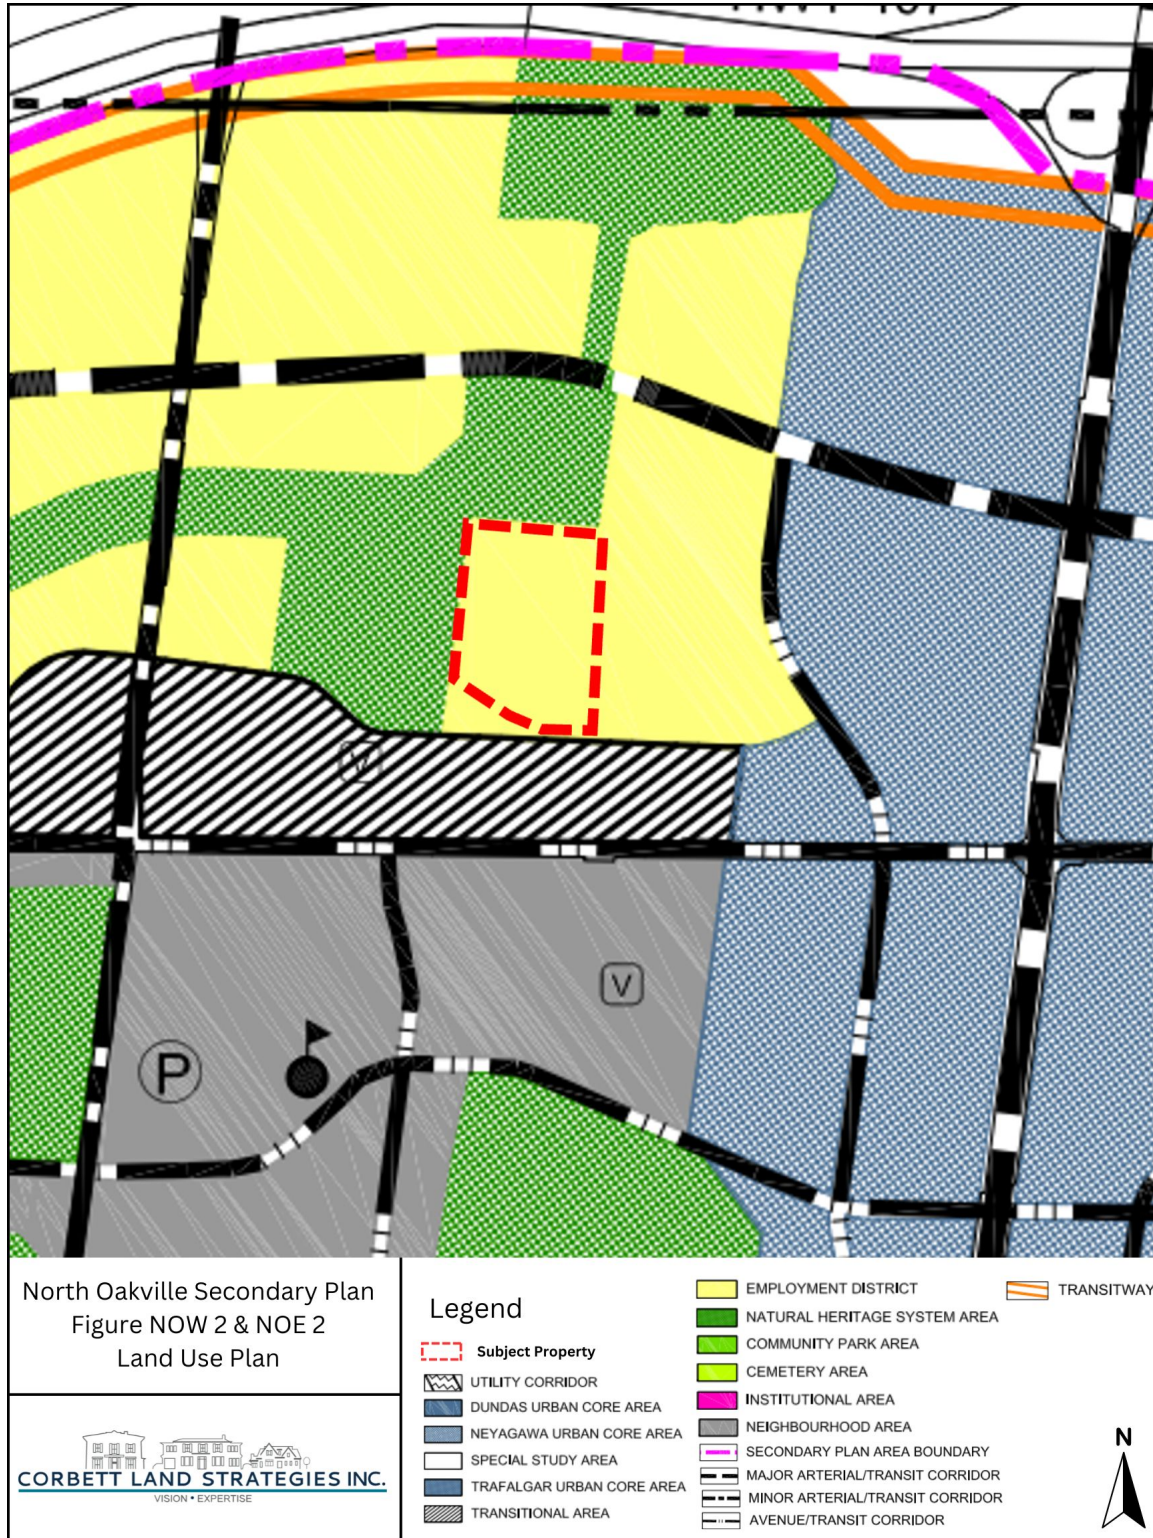 HWY 407
V
V
P
North Oakville Secondary Plan
Figure NOW 2 & NOE 2
Land Use Plan
CORBETT LAND STRATEGIES INC.
VISION • EXPERTISE
Legend
Subject Property
UTILITY CORRIDOR
DUNDAS URBAN CORE AREA
NEYAGAWA URBAN CORE AREA
SPECIAL STUDY AREA
TRAFALGAR URBAN CORE AREA
TRANSITIONAL AREA
EMPLOYMENT DISTRICT
NATURAL HERITAGE SYSTEM AREA
COMMUNITY PARK AREA
CEMETERY AREA
INSTITUTIONAL AREA
NEIGHBOURHOOD AREA
SECONDARY PLAN AREA BOUNDARY
MAJOR ARTERIAL/TRANSIT CORRIDOR
MINOR ARTERIAL/TRANSIT CORRIDOR
AVENUE/TRANSIT CORRIDOR
TRANSITWAY
N